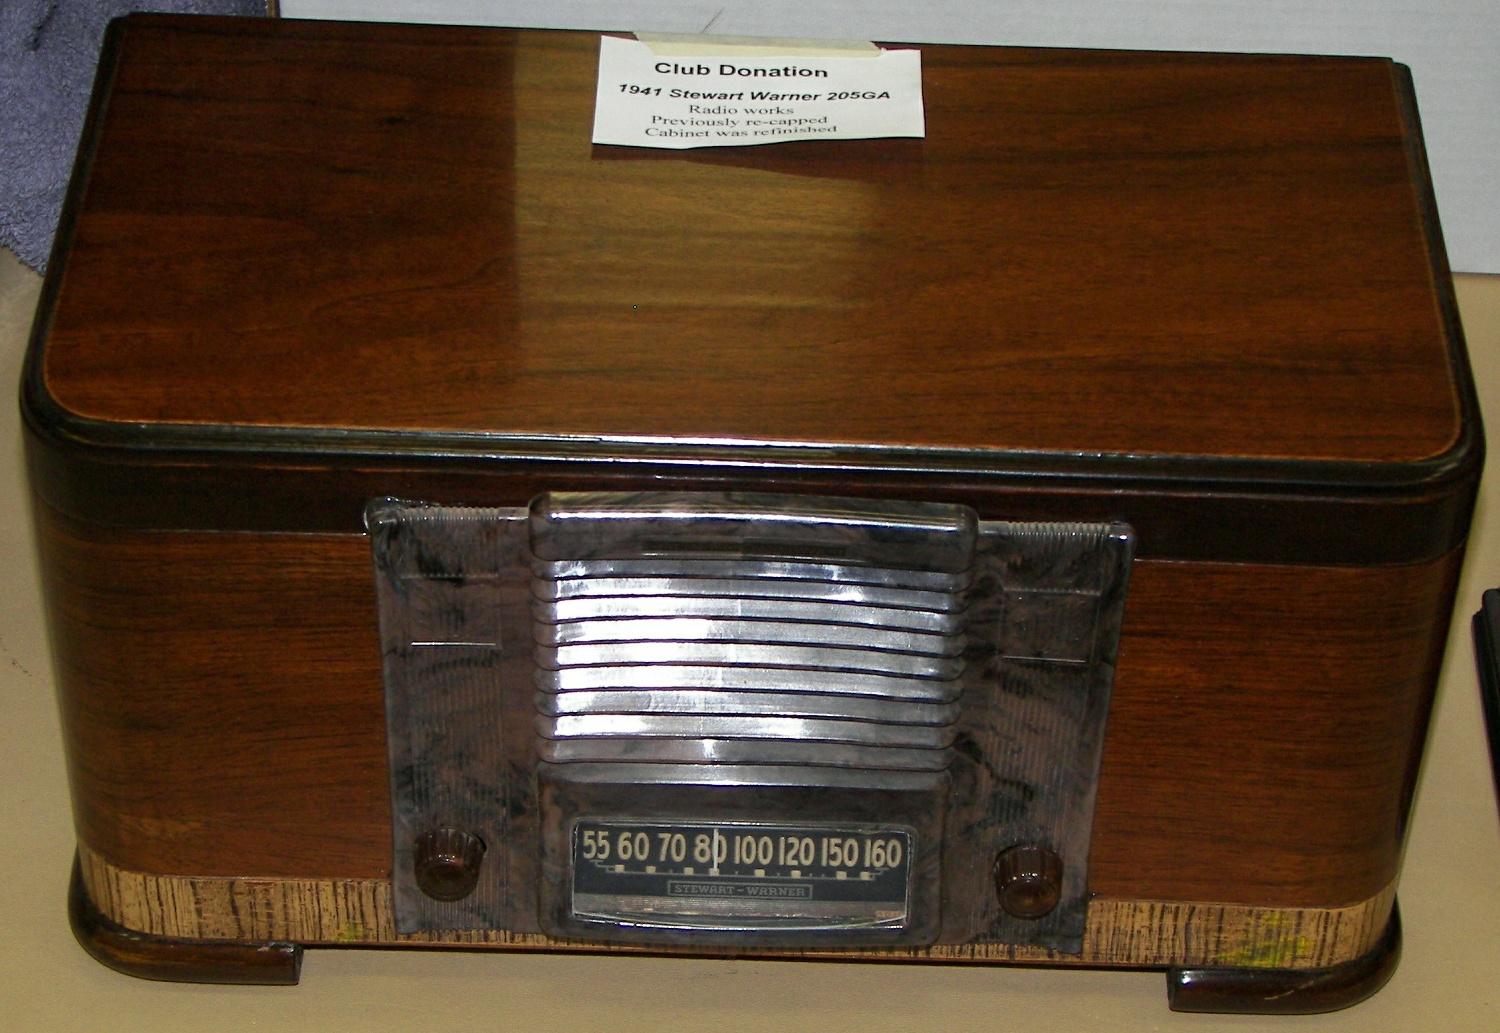 Club Donation
1941 Stewart Warner 205GA
Radio works
Previously re-capped
Cabinet was refinished
55 60 70 80 100 120 150 160
STEWART-WARNER